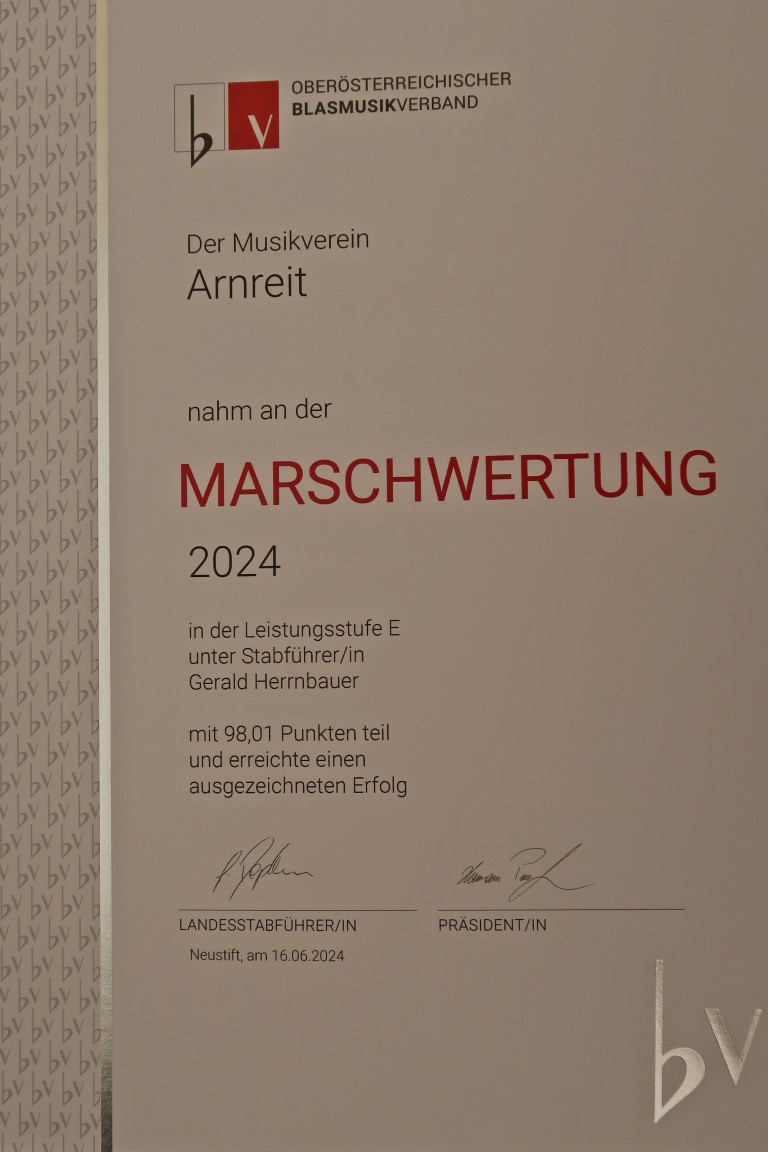 OBERÖSTERREICHISCHER
BLASMUSIKVERBAND
Der Musikverein
Arnreit
nahm an der
MARSCHWERTUNG
2024
in der Leistungsstufe E
unter Stabführer/in
Gerald Herrnbauer
mit 98,01 Punkten teil
und erreichte einen
ausgezeichneten Erfolg
LANDESSTABFÜHRER/IN
PRÄSIDENT/IN
Neustift, am 16.06.2024
bv